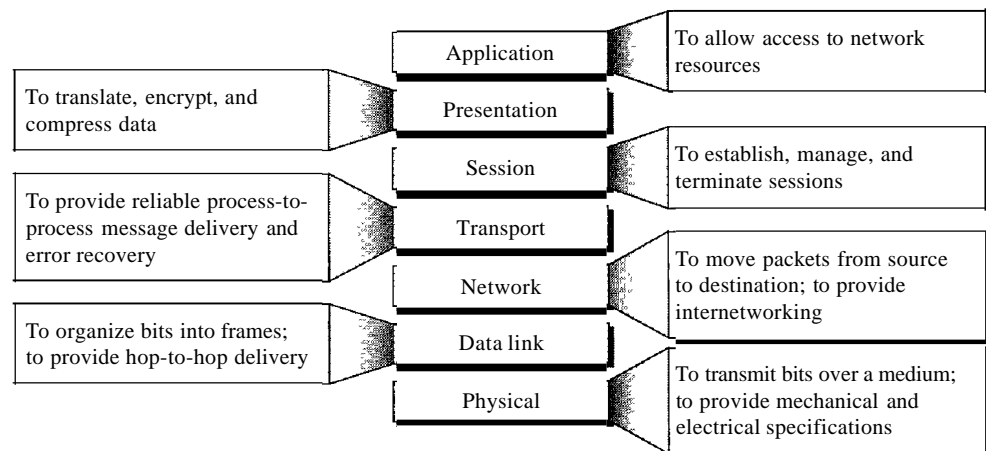 Application
To allow access to network
resources
To translate, encrypt, and
compress data
Presentation
Session
To establish, manage, and
terminate sessions
To provide reliable process-to-
process message delivery and
error recovery
Transport
Network
To move packets from source
to destination; to provide
internetworking
To organize bits into frames;
to provide hop-to-hop delivery
Data link
Physical
To transmit bits over a medium;
to provide mechanical and
electrical specifications